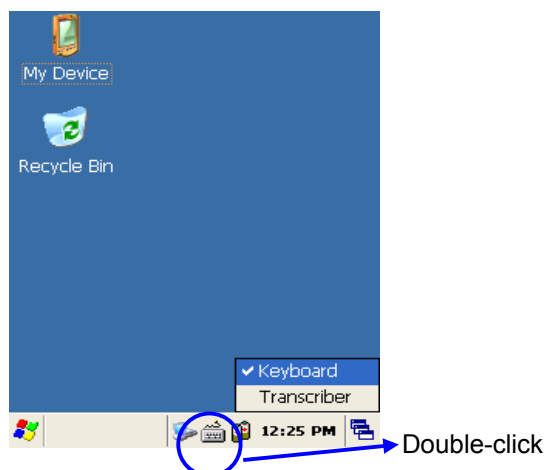 My Device
Recycle Bin
Keyboard
Transcriber
12:25 PM
Double-click